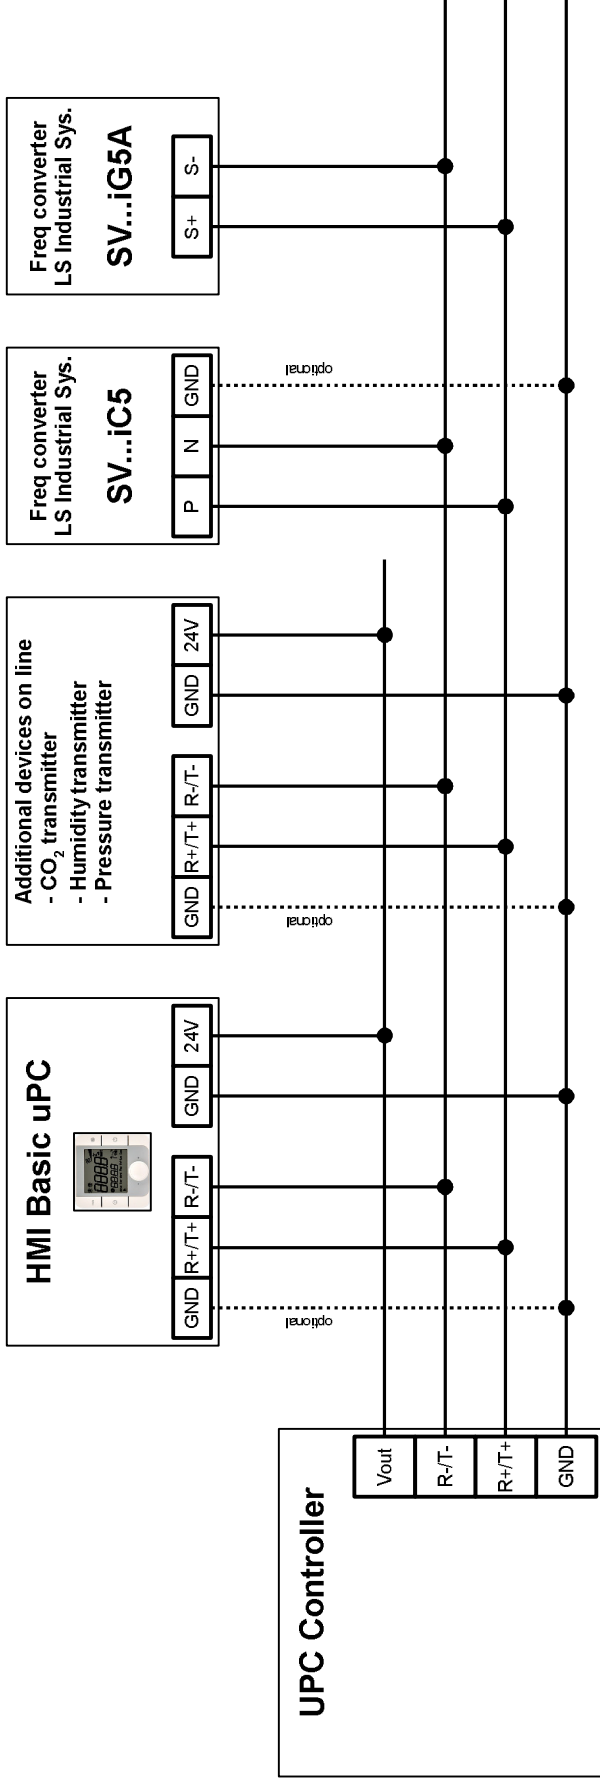 HMI Basic uPC
GND R+/T+ R-/T- GND 24V
optional
Additional devices on line
- CO₂ transmitter
- Humidity transmitter
- Pressure transmitter
GND R+/T+ R-/T- GND 24V
optional
Freq converter
LS Industrial Sys.
SV...iC5
P N GND
optional
Freq converter
LS Industrial Sys.
SV...iG5A
S+ S-
UPC Controller
Vout
R-/T-
R+/T+
GND